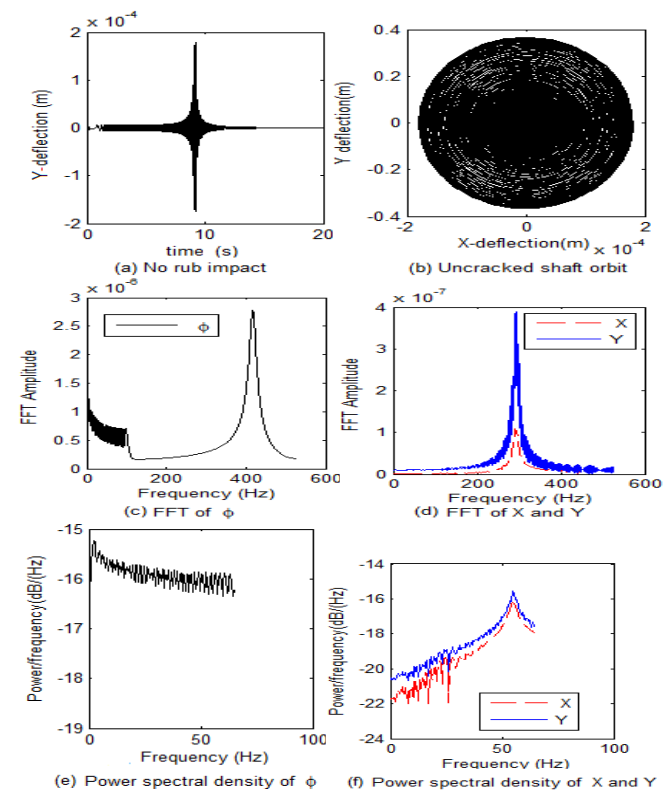 2 x 10⁻⁴
1
0
-1
-2
Y-deflection (m)
0 10 20
time (s)
(a) No rub impact
0.4
0.2
0
-0.2
-0.4
Y deflection(m)
-2 0 2
X-deflection(m) x 10⁻⁴
(b) Uncracked shaft orbit
x 10⁻⁶
3
2.5
2
1.5
1
0.5
0
FFT Amplitude
ϕ
0 200 400 600
Frequency (Hz)
(c) FFT of ϕ
4 x 10⁻⁷
3
2
1
0
FFT Amplitude
X
Y
0 200 400 600
Frequency (Hz)
(d) FFT of X and Y
-15
-16
-17
-18
-19
Power/frequency(dB/(Hz)
0 50 100
Frequency (Hz)
(e) Power spectral density of ϕ
-14
-16
-18
-20
-22
-24
Power/frequency(dB/(Hz)
X
Y
0 50 100
Frequency (Hz)
(f) Power spectral density of X and Y